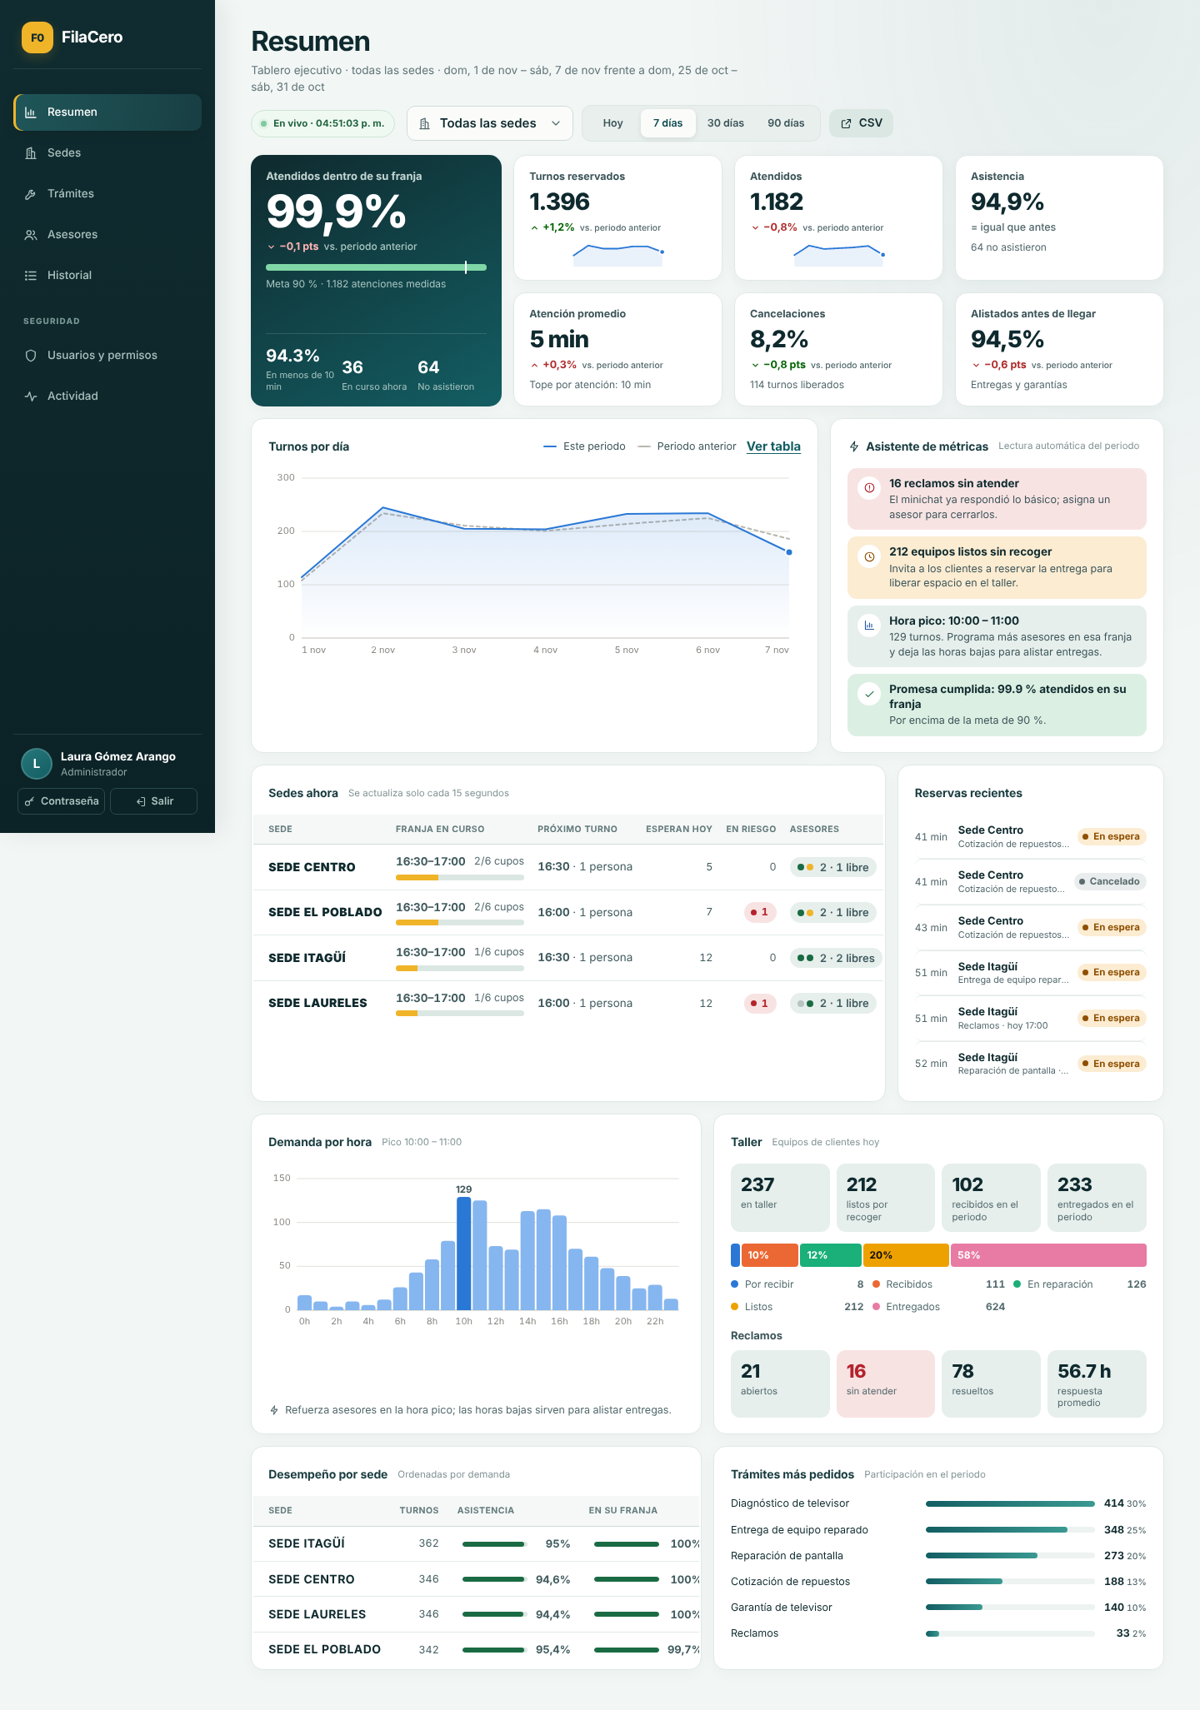 F0 FilaCero
Resumen
Sedes
Trámites
Asesores
Historial
SEGURIDAD
Usuarios y permisos
Actividad
L
Laura Gómez Arango
Administrador
Contraseña
Salir
Resumen
Tablero ejecutivo · todas las sedes · dom, 1 de nov – sáb, 7 de nov frente a dom, 25 de oct –
sáb, 31 de oct
En vivo · 04:51:03 p. m.
Todas las sedes
Hoy 7 días 30 días 90 días
CSV
Atendidos dentro de su franja
99,9%
−0,1 pts vs. periodo anterior
Meta 90 % · 1.182 atenciones medidas
94.3%
En menos de 10
min
36
En curso ahora
64
No asistieron
Turnos reservados
1.396
+1,2% vs. periodo anterior
Atendidos
1.182
−0,8% vs. periodo anterior
Asistencia
94,9%
= igual que antes
64 no asistieron
Atención promedio
5 min
+0,3% vs. periodo anterior
Tope por atención: 10 min
Cancelaciones
8,2%
−0,8 pts vs. periodo anterior
114 turnos liberados
Alistados antes de llegar
94,5%
−0,6 pts vs. periodo anterior
Entregas y garantías
Turnos por día
Este periodo
Periodo anterior
Ver tabla
300
200
100
0
1 nov 2 nov 3 nov 4 nov 5 nov 6 nov 7 nov
Asistente de métricas Lectura automática del periodo
16 reclamos sin atender
El minichat ya respondió lo básico; asigna un
asesor para cerrarlos.
212 equipos listos sin recoger
Invita a los clientes a reservar la entrega para
liberar espacio en el taller.
Hora pico: 10:00 – 11:00
129 turnos. Programa más asesores en esa franja
y deja las horas bajas para alistar entregas.
Promesa cumplida: 99.9 % atendidos en su
franja
Por encima de la meta de 90 %.
Sedes ahora Se actualiza solo cada 15 segundos
SEDE FRANJA EN CURSO PRÓXIMO TURNO ESPERAN HOY EN RIESGO ASESORES
SEDE CENTRO 16:30–17:00 2/6 cupos 16:30 · 1 persona 5 0 2 · 1 libre
SEDE EL POBLADO 16:30–17:00 2/6 cupos 16:00 · 1 persona 7 1 2 · 1 libre
SEDE ITAGÜÍ 16:30–17:00 1/6 cupos 16:30 · 1 persona 12 0 2 · 2 libres
SEDE LAURELES 16:30–17:00 1/6 cupos 16:00 · 1 persona 12 1 2 · 1 libre
Reservas recientes
41 min Sede Centro En espera
Cotización de repuestos…
41 min Sede Centro Cancelado
Cotización de repuesto…
43 min Sede Centro En espera
Cotización de repuestos…
51 min Sede Itagüí En espera
Entrega de equipo repar…
51 min Sede Itagüí En espera
Reclamos · hoy 17:00
52 min Sede Itagüí En espera
Reparación de pantalla ·…
Demanda por hora Pico 10:00 – 11:00
150
100
50
0
129
0h 2h 4h 6h 8h 10h 12h 14h 16h 18h 20h 22h
Refuerza asesores en la hora pico; las horas bajas sirven para alistar entregas.
Taller Equipos de clientes hoy
237
en taller
212
listos por
recoger
102
recibidos en el
periodo
233
entregados en el
periodo
10% 12% 20% 58%
Por recibir 8 Recibidos 111 En reparación 126
Listos 212 Entregados 624
Reclamos
21
abiertos
16
sin atender
78
resueltos
56.7 h
respuesta
promedio
Desempeño por sede Ordenadas por demanda
SEDE TURNOS ASISTENCIA EN SU FRANJA
SEDE ITAGÜÍ 362 95% 100%
SEDE CENTRO 346 94,6% 100%
SEDE LAURELES 346 94,4% 100%
SEDE EL POBLADO 342 95,4% 99,7%
Trámites más pedidos Participación en el periodo
Diagnóstico de televisor 414 30%
Entrega de equipo reparado 348 25%
Reparación de pantalla 273 20%
Cotización de repuestos 188 13%
Garantía de televisor 140 10%
Reclamos 33 2%